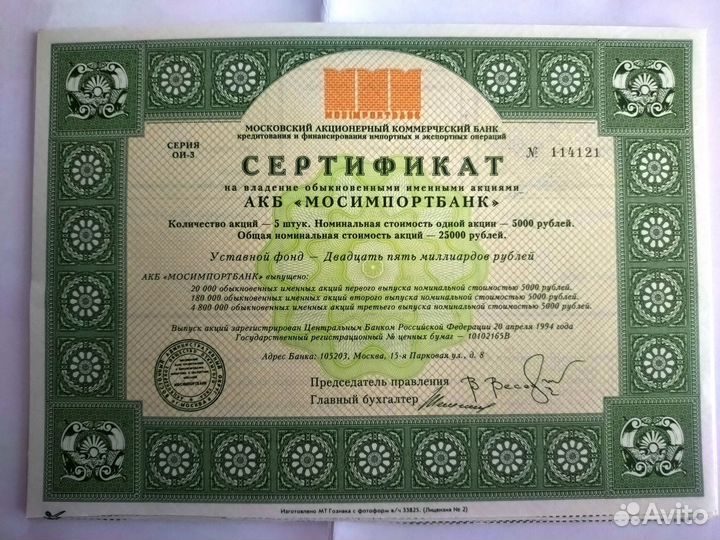 MOSIMPORTBANK
МОСКОВСКИЙ АКЦИОНЕРНЫЙ КОММЕРЧЕСКИЙ БАНК
кредитования и финансирования импортных и экспортных операций
СЕРИЯ
ОИ-3
№ 114121
СЕРТИФИКАТ
на владение обыкновенными именными акциями
АКБ «МОСИМПОРТБАНК»
Количество акций — 5 штук. Номинальная стоимость одной акции — 5000 рублей.
Общая номинальная стоимость акций — 25000 рублей.
Уставной фонд — Двадцать пять миллиардов рублей
АКБ «МОСИМПОРТБАНК» выпущено:
20 000 обыкновенных именных акций первого выпуска номинальной стоимостью 5000 рублей.
180 000 обыкновенных именных акций второго выпуска номинальной стоимостью 5000 рублей.
4 800 000 обыкновенных именных акций третьего выпуска номинальной стоимостью 5000 рублей.
Выпуск акций зарегистрирован Центральным Банком Российской Федерации 20 апреля 1994 года
Государственный регистрационный № ценных бумаг — 10102165В
Адрес Банка: 105203, Москва, 15-я Парковая ул., д. 8
МОСИМПОРТБАНК
Председатель правления
Главный бухгалтер
Изготовлено МТ Гознака с фотоформ в/ч 33825. (Лицензия № 2)
Avito